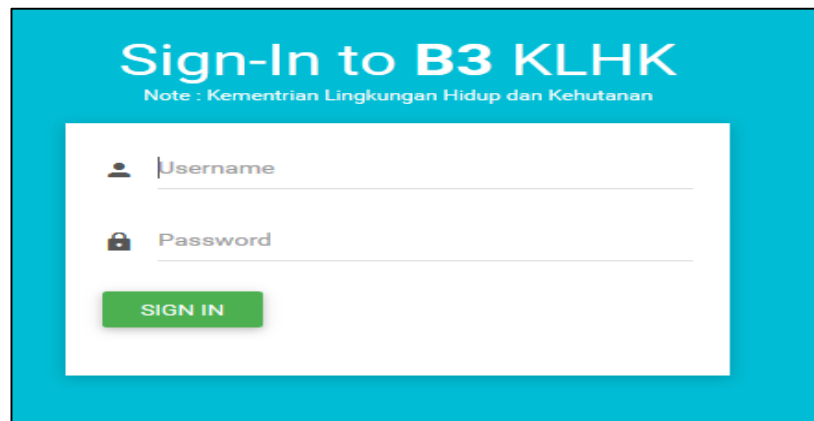 Sign-In to B3 KLHK
Note : Kementrian Lingkungan Hidup dan Kehutanan
Username
Password
SIGN IN